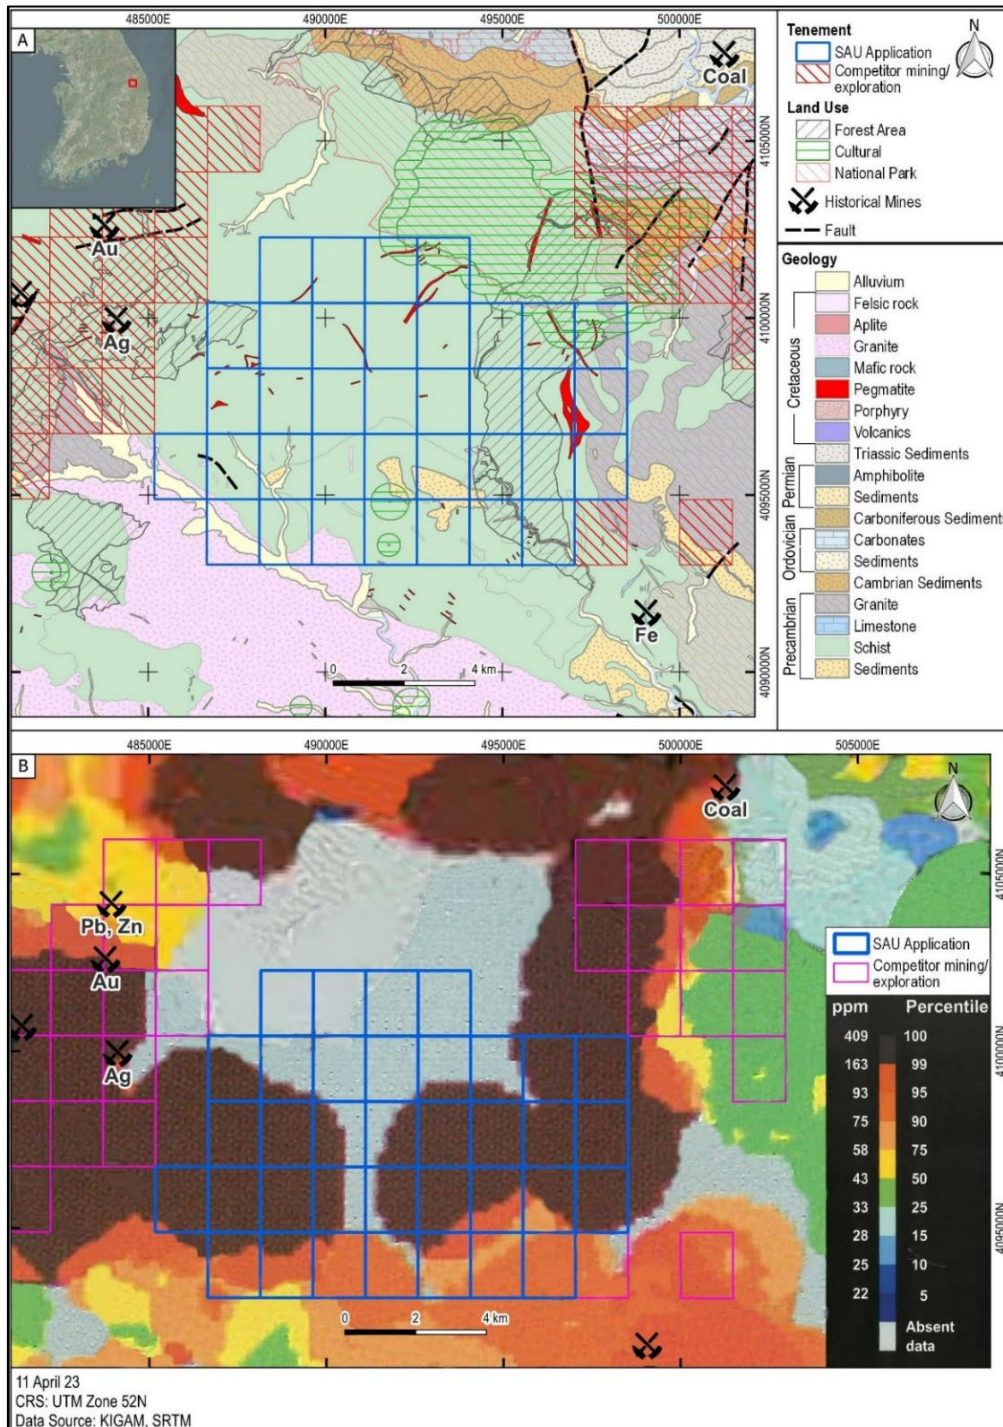 485000E 490000E 495000E 500000E
A
Coal
Au
Ag
Fe
4105000N
4100000N
4095000N
4090000N
0 2 4 km
Tenement
N
SAU Application
Competitor mining/
exploration
Land Use
Forest Area
Cultural
National Park
Historical Mines
Fault
Geology
Alluvium
Felsic rock
Aplite
Granite
Mafic rock
Pegmatite
Porphyry
Volcanics
Triassic Sediments
Amphibolite
Sediments
Carboniferous Sediments
Carbonates
Sediments
Cambrian Sediments
Granite
Limestone
Schist
Sediments
Cretaceous
Permian
Ordovician
Precambrian
485000E 490000E 495000E 500000E 505000E
B
N
Coal
Pb, Zn
Au
Ag
4105000N
4100000N
4095000N
0 2 4 km
SAU Application
Competitor mining/
exploration
ppm Percentile
409 100
163 99
93 95
75 90
58 75
43 50
33 25
28 15
25 10
22 5
Absent
data
11 April 23
CRS: UTM Zone 52N
Data Source: KIGAM, SRTM